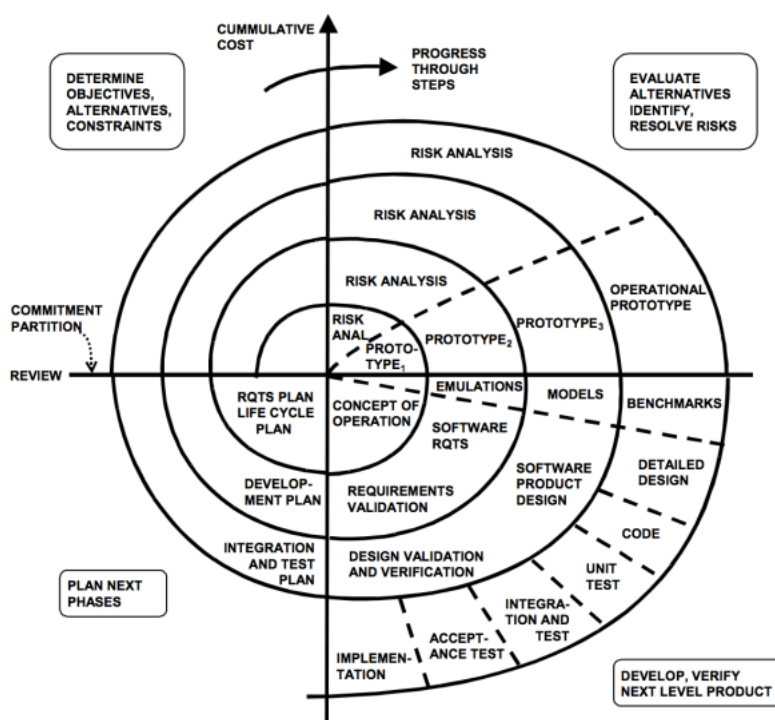 CUMMULATIVE
COST
PROGRESS
THROUGH
STEPS
DETERMINE
OBJECTIVES,
ALTERNATIVES,
CONSTRAINTS
EVALUATE
ALTERNATIVES
IDENTIFY,
RESOLVE RISKS
RISK ANALYSIS
RISK ANALYSIS
RISK ANALYSIS
RISK
ANAL.
OPERATIONAL
PROTOTYPE
PROTOTYPE3
PROTOTYPE2
PROTO-
TYPE1
COMMITMENT
PARTITION
REVIEW
RQTS PLAN
LIFE CYCLE
PLAN
CONCEPT OF
OPERATION
EMULATIONS
MODELS
BENCHMARKS
SOFTWARE
RQTS
SOFTWARE
PRODUCT
DESIGN
DETAILED
DESIGN
DEVELOP-
MENT PLAN
REQUIREMENTS
VALIDATION
CODE
INTEGRATION
AND TEST
PLAN
DESIGN VALIDATION
AND VERIFICATION
UNIT
TEST
PLAN NEXT
PHASES
INTEGRA-
TION AND
TEST
ACCEPT-
ANCE TEST
IMPLEMEN-
TATION
DEVELOP, VERIFY
NEXT LEVEL PRODUCT